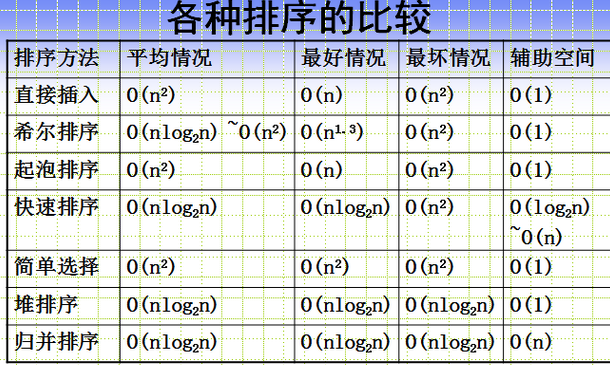 各种排序的比较
排序方法 平均情况 最好情况 最坏情况 辅助空间
直接插入 O(n²) O(n) O(n²) O(1)
希尔排序 O(nlog₂n) ~O(n²) O(n¹·³) O(n²) O(1)
起泡排序 O(n²) O(n) O(n²) O(1)
快速排序 O(nlog₂n) O(nlog₂n) O(n²) O(log₂n)
~O(n)
简单选择 O(n²) O(n²) O(n²) O(1)
堆排序 O(nlog₂n) O(nlog₂n) O(nlog₂n) O(1)
归并排序 O(nlog₂n) O(nlog₂n) O(nlog₂n) O(n)